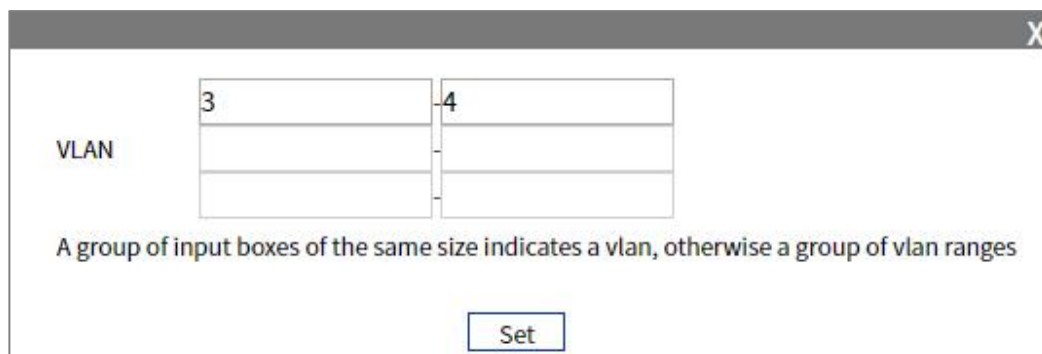 X
3 - 4
VLAN
-
-
A group of input boxes of the same size indicates a vlan, otherwise a group of vlan ranges
Set